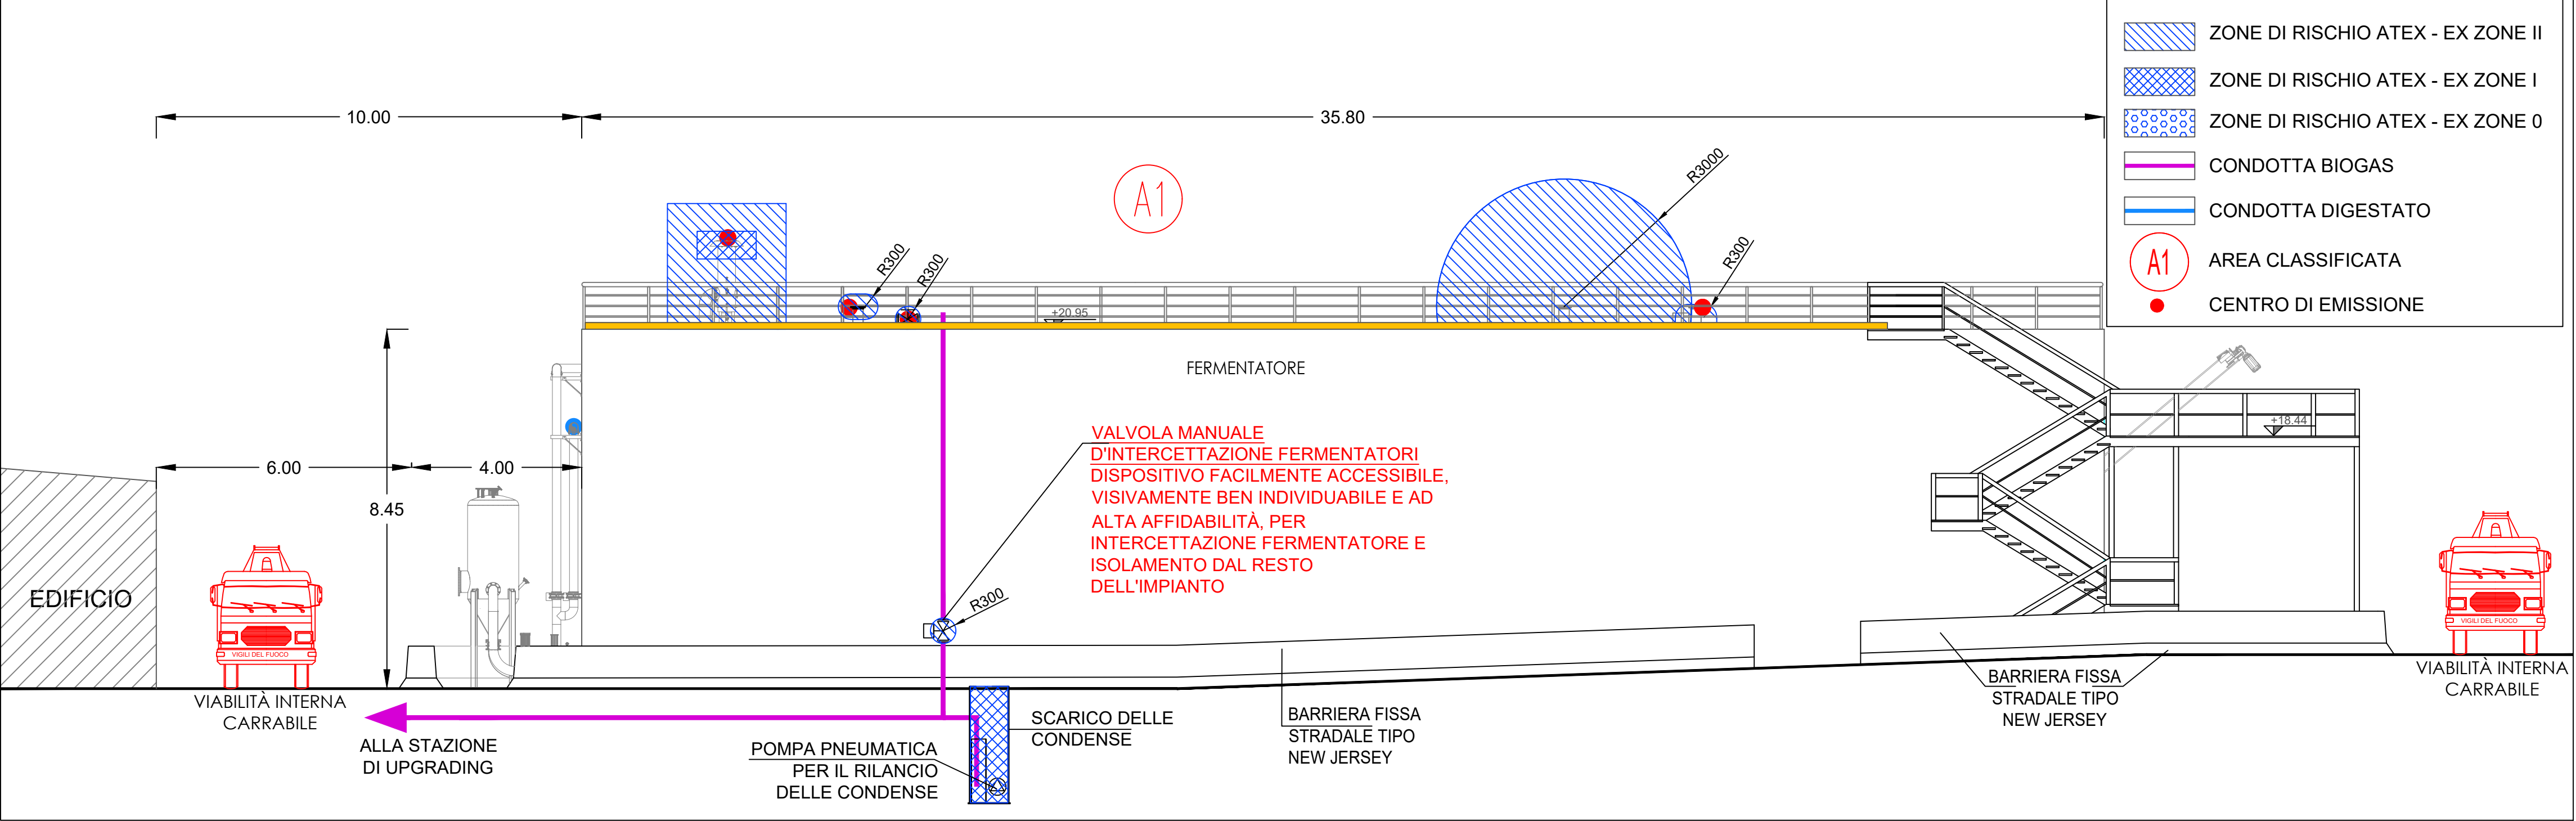 ZONE DI RISCHIO ATEX - EX ZONE II
ZONE DI RISCHIO ATEX - EX ZONE I
ZONE DI RISCHIO ATEX - EX ZONE 0
CONDOTTA BIOGAS
CONDOTTA DIGESTATO
A1
AREA CLASSIFICATA
CENTRO DI EMISSIONE
10.00
35.80
A1
R3000
R300
R300
R300
+20.95
FERMENTATORE
+18.44
6.00
4.00
8.45
VALVOLA MANUALE
D'INTERCETTAZIONE FERMENTATORI
DISPOSITIVO FACILMENTE ACCESSIBILE,
VISIVAMENTE BEN INDIVIDUABILE E AD
ALTA AFFIDABILITÀ, PER
INTERCETTAZIONE FERMENTATORE E
ISOLAMENTO DAL RESTO
DELL'IMPIANTO
R300
EDIFICIO
VIGILI DEL FUOCO
VIGILI DEL FUOCO
VIABILITÀ INTERNA
CARRABILE
ALLA STAZIONE
DI UPGRADING
POMPA PNEUMATICA
PER IL RILANCIO
DELLE CONDENSE
SCARICO DELLE
CONDENSE
BARRIERA FISSA
STRADALE TIPO
NEW JERSEY
BARRIERA FISSA
STRADALE TIPO
NEW JERSEY
VIABILITÀ INTERNA
CARRABILE